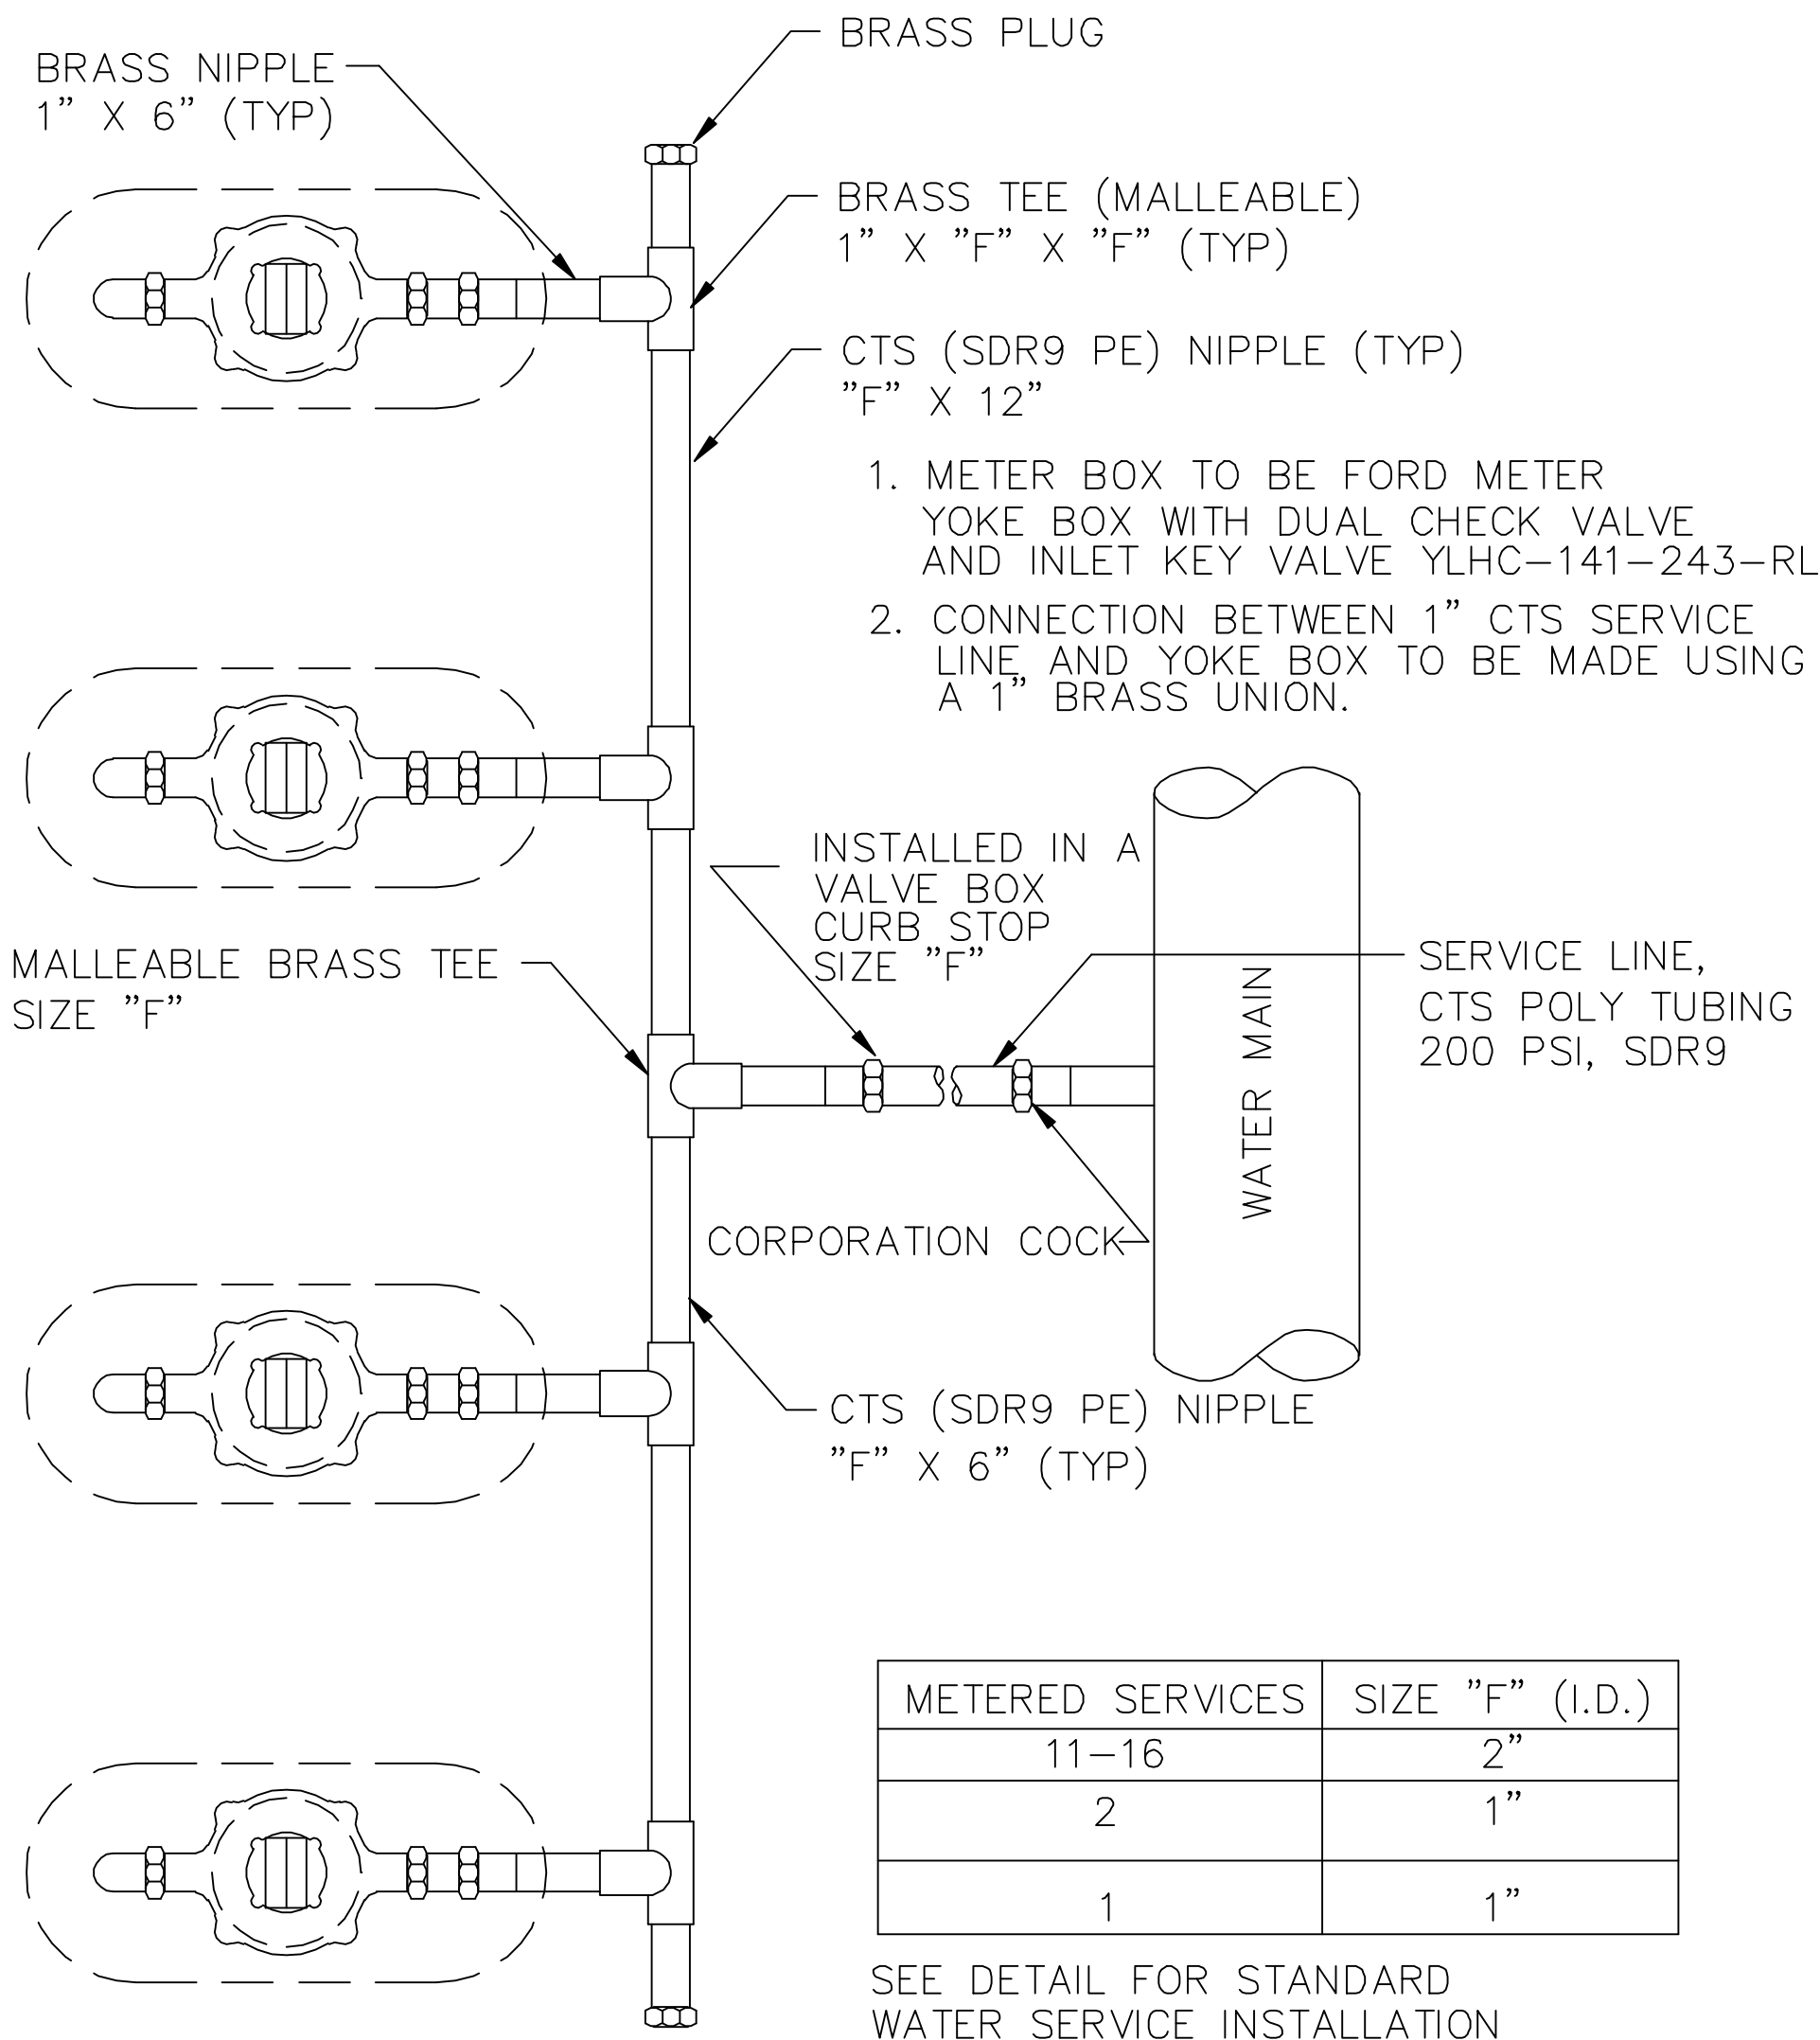 BRASS PLUG
BRASS NIPPLE
1” X 6” (TYP)
BRASS TEE (MALLEABLE)
1” X ”F” X ”F” (TYP)
CTS (SDR9 PE) NIPPLE (TYP)
”F” X 12”
1. METER BOX TO BE FORD METER
YOKE BOX WITH DUAL CHECK VALVE
AND INLET KEY VALVE YLHC–141–243–RL
2. CONNECTION BETWEEN 1” CTS SERVICE
LINE AND YOKE BOX TO BE MADE USING
A 1” BRASS UNION.
INSTALLED IN A
VALVE BOX
CURB STOP
SIZE ”F”
MALLEABLE BRASS TEE
SIZE ”F”
SERVICE LINE,
CTS POLY TUBING
200 PSI, SDR9
WATER MAIN
CORPORATION COCK
CTS (SDR9 PE) NIPPLE
”F” X 6” (TYP)
METERED SERVICES SIZE ”F” (I.D.)
11–16 2”
2 1”
1 1”
SEE DETAIL FOR STANDARD
WATER SERVICE INSTALLATION